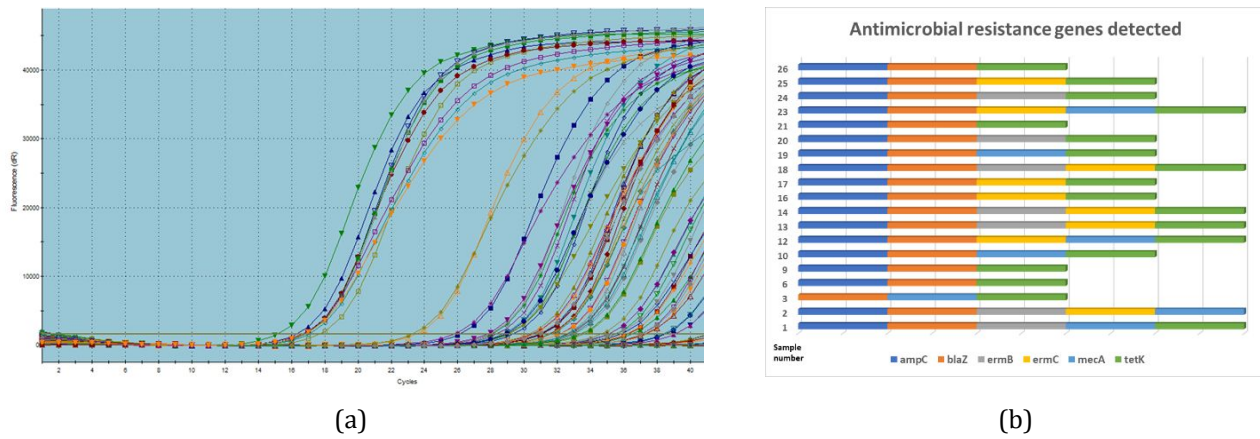 Fluorescence (dR)
40000
30000
20000
10000
0
2 4 6 8 10 12 14 16 18 20 22 24 26 28 30 32 34 36 38 40
Cycles
(a)
Antimicrobial resistance genes detected
26
25
24
23
21
20
19
18
17
16
14
13
12
10
9
6
3
2
1
Sample
number
ampC blaZ ermB ermC mecA tetK
(b)